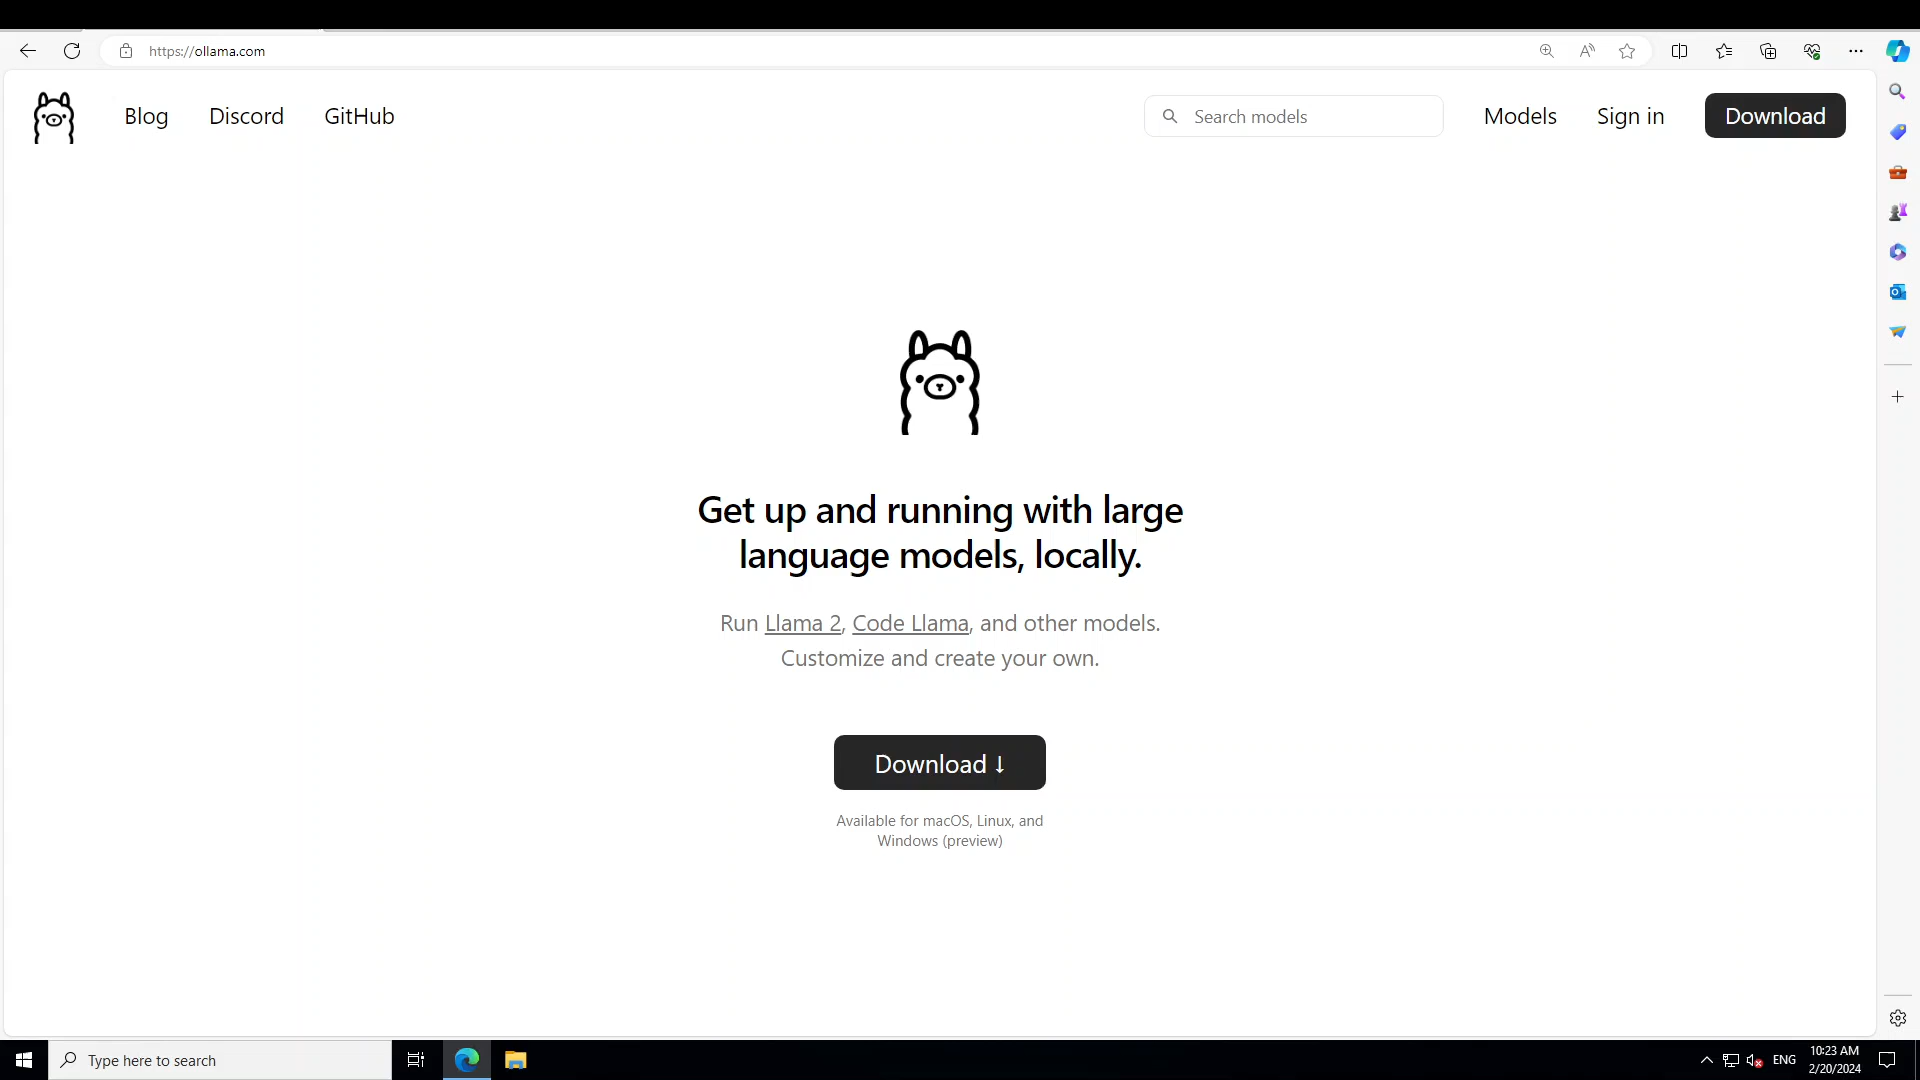 https://ollama.com
Blog Discord GitHub Search models Models Sign in Download
Get up and running with large
language models, locally.
Run Llama 2, Code Llama, and other models.
Customize and create your own.
Download ↓
Available for macOS, Linux, and
Windows (preview)
Type here to search
ENG
10:23 AM
2/20/2024